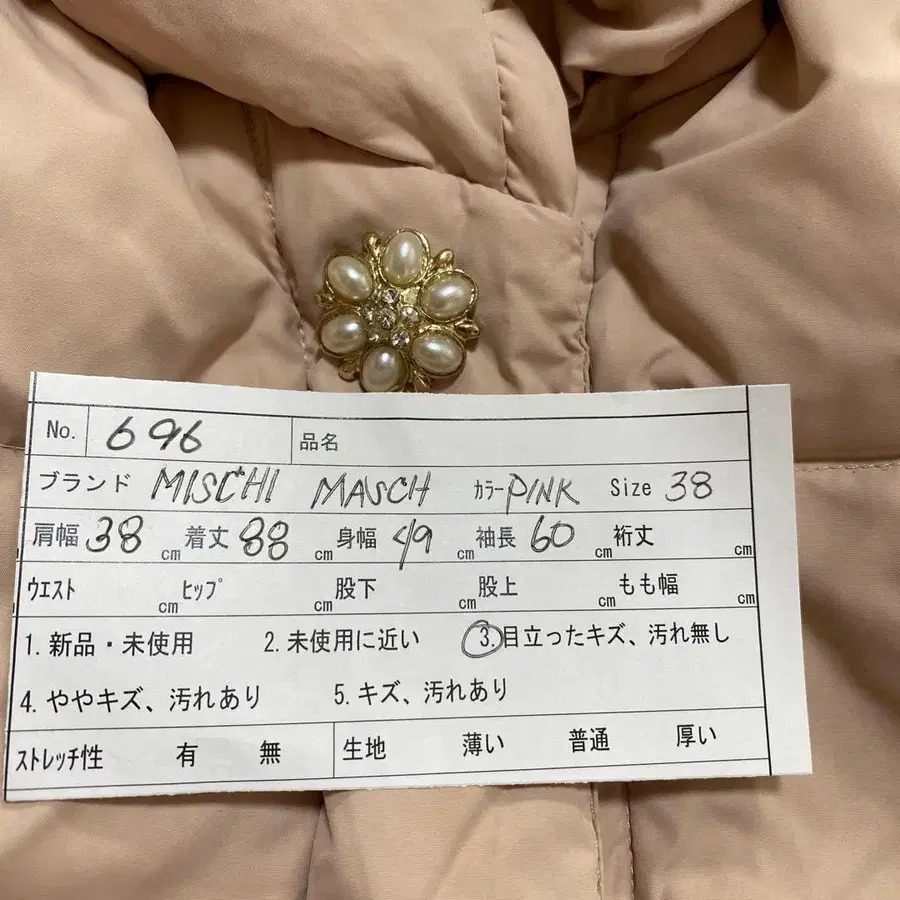 No. 696 品名
ブランド MISCHI MASCH ｶﾗｰ PINK Size 38
肩幅 38 cm 着丈 88 cm 身幅 49 cm 袖長 60 cm 裄丈 cm
ｳｴｽﾄ cm ﾋｯﾌﾟ cm 股下 cm 股上 cm もも幅 cm
1. 新品・未使用 2. 未使用に近い 3. 目立ったキズ、汚れ無し
4. ややキズ、汚れあり 5. キズ、汚れあり
ｽﾄﾚｯﾁ性 有 無 生地 薄い 普通 厚い